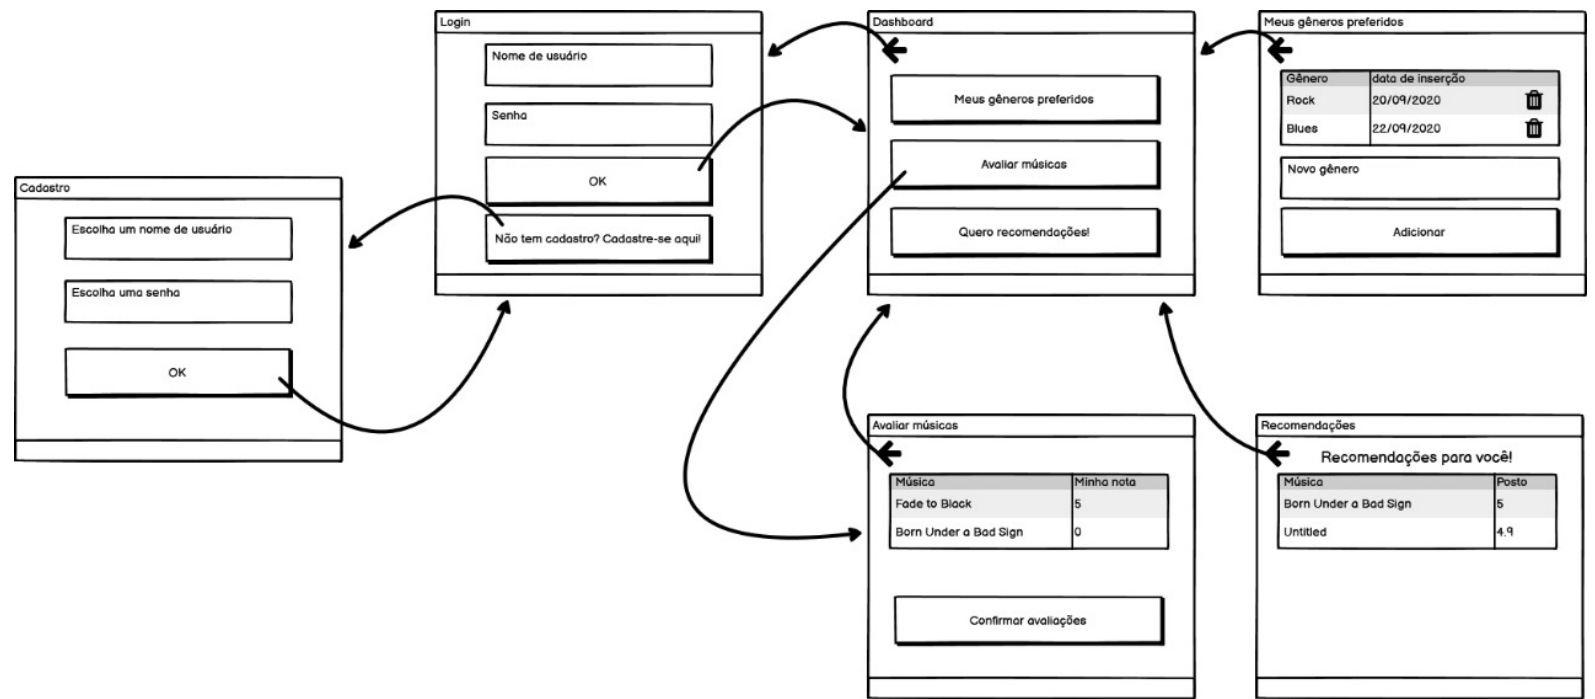 Login
Nome de usuário
Senha
OK
Não tem cadastro? Cadastre-se aqui!
Dashboard
Meus gêneros preferidos
Avaliar músicas
Quero recomendações!
Meus gêneros preferidos
Gênero data de inserção
Rock 20/09/2020
Blues 22/09/2020
Novo gênero
Adicionar
Cadastro
Escolha um nome de usuário
Escolha uma senha
OK
Avaliar músicas
Música Minha nota
Fade to Black 5
Born Under a Bad Sign 0
Confirmar avaliações
Recomendações
Recomendações para você!
Música Posto
Born Under a Bad Sign 5
Untitled 4.9